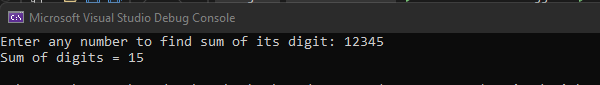 Microsoft Visual Studio Debug Console
Enter any number to find sum of its digit: 12345
Sum of digits = 15